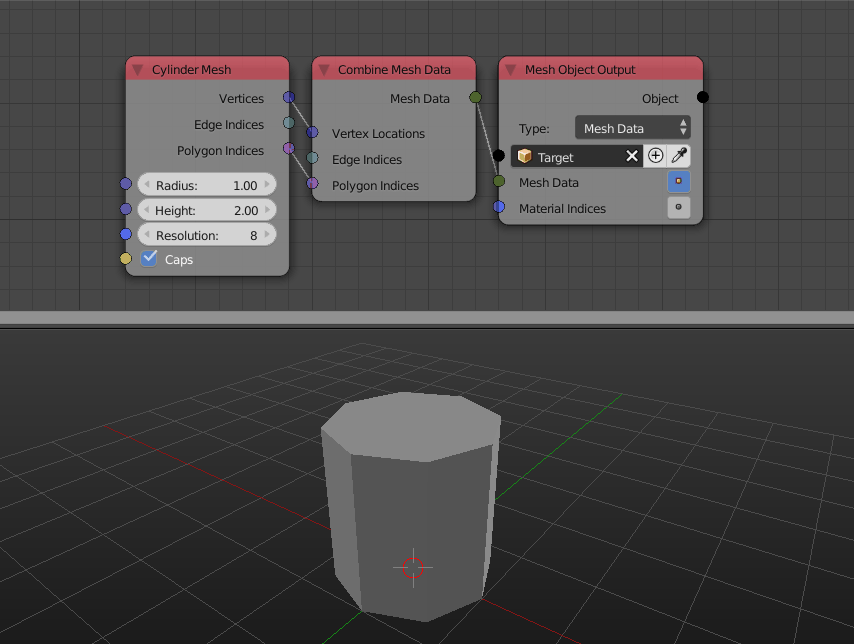 Cylinder Mesh
Vertices
Edge Indices
Polygon Indices
Radius: 1.00
Height: 2.00
Resolution: 8
Caps
Combine Mesh Data
Mesh Data
Vertex Locations
Edge Indices
Polygon Indices
Mesh Object Output
Object
Type: Mesh Data
Target
Mesh Data
Material Indices